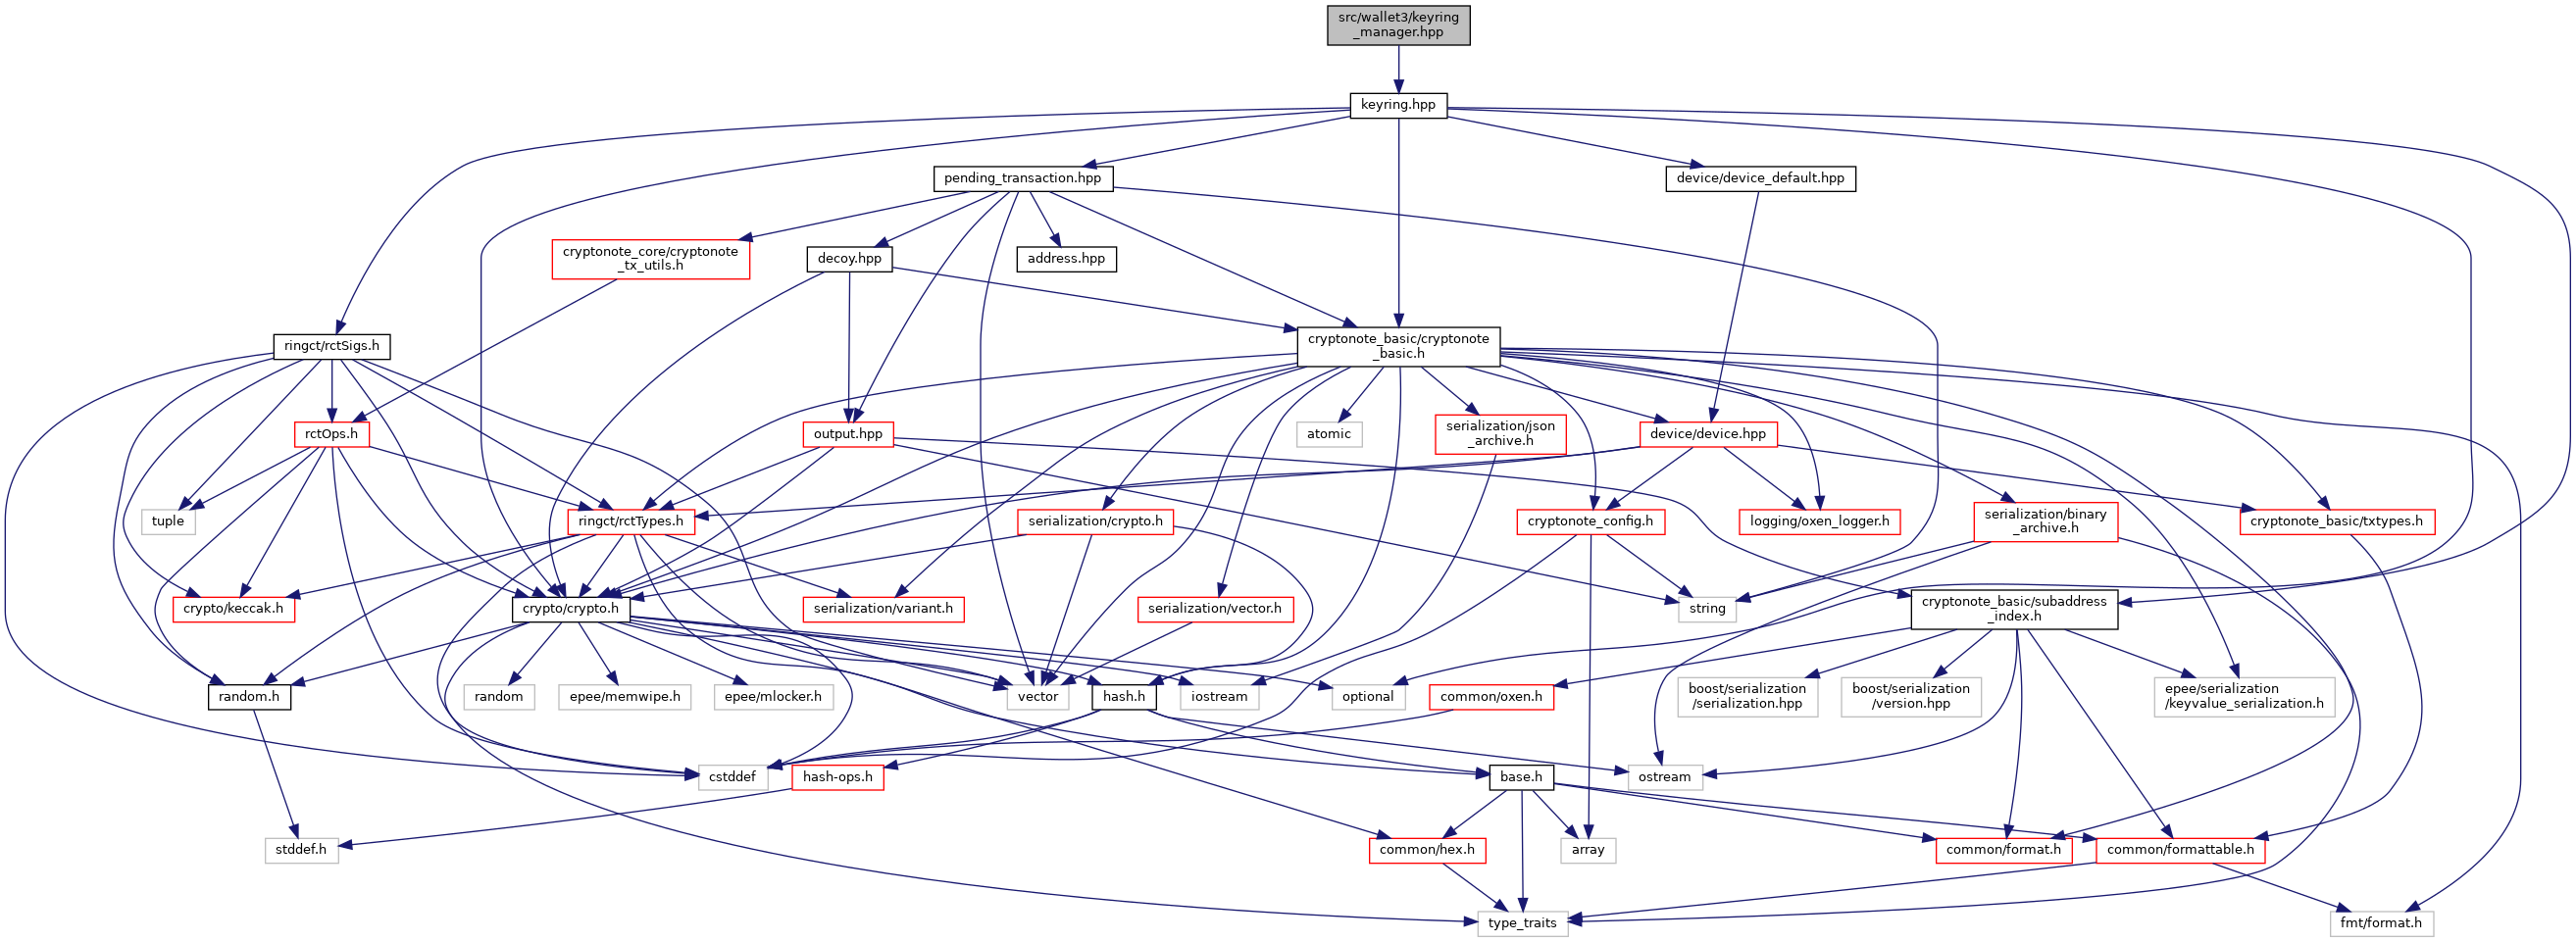 src/wallet3/keyring
_manager.hpp
keyring.hpp
pending_transaction.hpp
device/device_default.hpp
cryptonote_core/cryptonote
_tx_utils.h
decoy.hpp
address.hpp
ringct/rctSigs.h
cryptonote_basic/cryptonote
_basic.h
rctOps.h
output.hpp
atomic
serialization/json
_archive.h
device/device.hpp
tuple
ringct/rctTypes.h
serialization/crypto.h
cryptonote_config.h
logging/oxen_logger.h
serialization/binary
_archive.h
cryptonote_basic/txtypes.h
crypto/keccak.h
crypto/crypto.h
serialization/variant.h
serialization/vector.h
string
cryptonote_basic/subaddress
_index.h
random.h
random
epee/memwipe.h
epee/mlocker.h
vector
hash.h
iostream
optional
common/oxen.h
boost/serialization
/serialization.hpp
boost/serialization
/version.hpp
epee/serialization
/keyvalue_serialization.h
cstddef
hash-ops.h
base.h
ostream
stddef.h
common/hex.h
array
common/format.h
common/formattable.h
type_traits
fmt/format.h